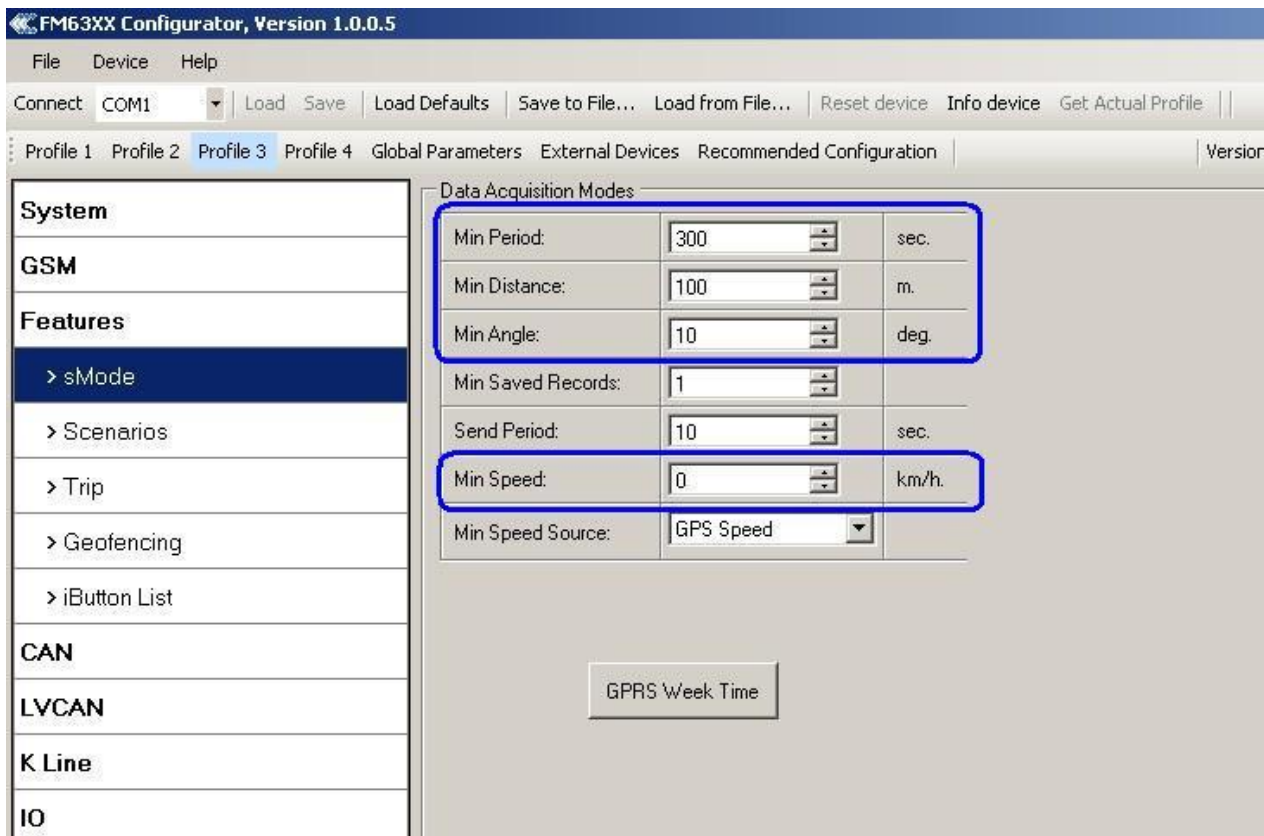 FM63XX Configurator, Version 1.0.0.5
File Device Help
Connect COM1 Load Save Load Defaults Save to File... Load from File... Reset device Info device Get Actual Profile
Profile 1 Profile 2 Profile 3 Profile 4 Global Parameters External Devices Recommended Configuration Version
System
GSM
Features
> sMode
> Scenarios
> Trip
> Geofencing
> iButton List
CAN
LVCAN
K Line
IO
Data Acquisition Modes
Min Period: 300 sec.
Min Distance: 100 m.
Min Angle: 10 deg.
Min Saved Records: 1
Send Period: 10 sec.
Min Speed: 0 km/h.
Min Speed Source: GPS Speed
GPRS Week Time